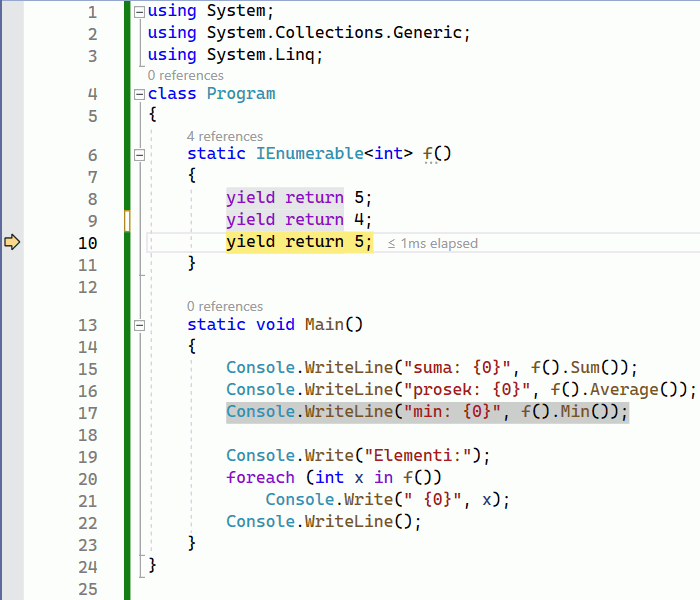 1 using System;
2 using System.Collections.Generic;
3 using System.Linq;
0 references
4 class Program
5 {
4 references
6 static IEnumerable<int> f()
7 {
8 yield return 5;
9 yield return 4;
10 yield return 5; ≤ 1ms elapsed
11 }
12
0 references
13 static void Main()
14 {
15 Console.WriteLine("suma: {0}", f().Sum());
16 Console.WriteLine("prosek: {0}", f().Average());
17 Console.WriteLine("min: {0}", f().Min());
18
19 Console.Write("Elementi:");
20 foreach (int x in f())
21 Console.Write(" {0}", x);
22 Console.WriteLine();
23 }
24 }
25